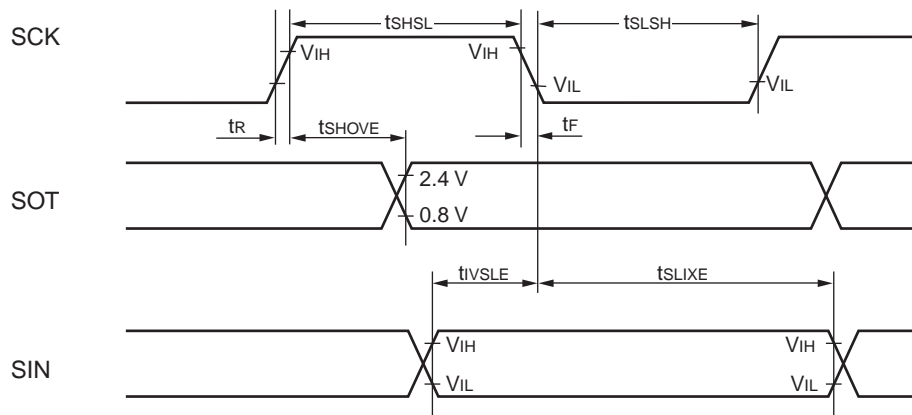 tSHSL
tSLSH
SCK
VIH
VIH
VIL
VIL
tR
tSHOVE
tF
SOT
2.4 V
0.8 V
tIVSLE
tSLIXE
SIN
VIH
VIH
VIL
VIL